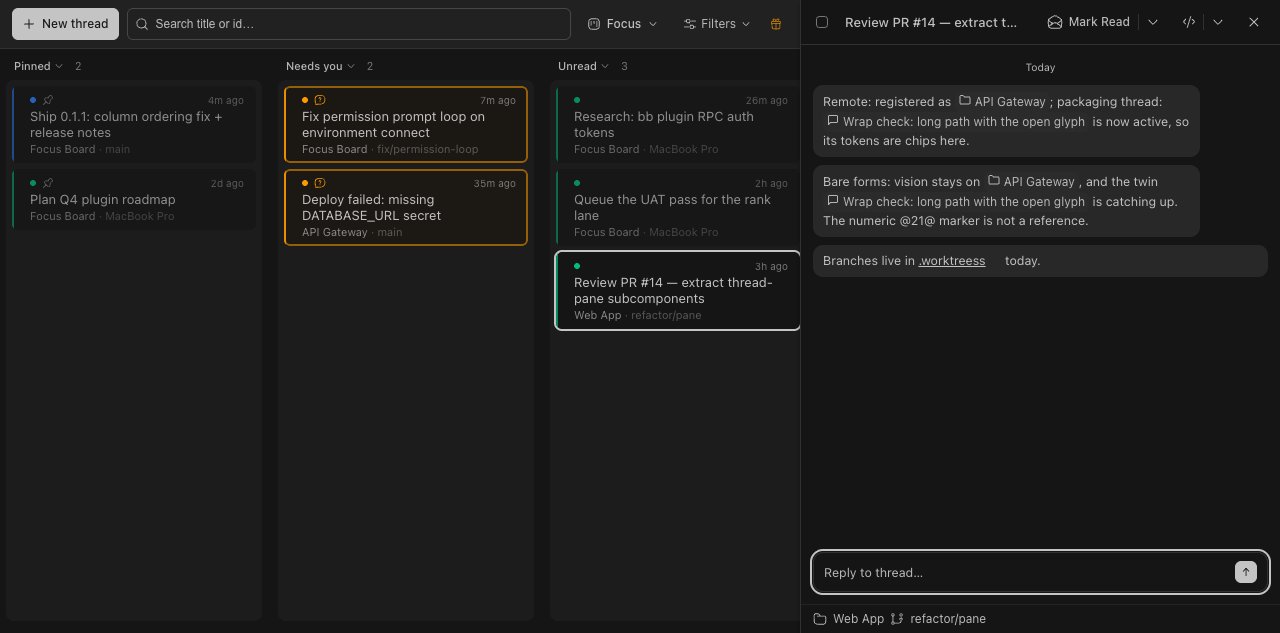 New thread
Search title or id…
Focus
Filters
Pinned 2
4m ago
Ship 0.1.1: column ordering fix +
release notes
Focus Board · main
2d ago
Plan Q4 plugin roadmap
Focus Board · MacBook Pro
Needs you 2
7m ago
Fix permission prompt loop on
environment connect
Focus Board · fix/permission-loop
35m ago
Deploy failed: missing
DATABASE_URL secret
API Gateway · main
Unread 3
26m ago
Research: bb plugin RPC auth
tokens
Focus Board · MacBook Pro
2h ago
Queue the UAT pass for the rank
lane
Focus Board · MacBook Pro
3h ago
Review PR #14 — extract thread-
pane subcomponents
Web App · refactor/pane
Review PR #14 — extract t...
Mark Read
Today
Remote: registered as API Gateway ; packaging thread:
Wrap check: long path with the open glyph is now active, so
its tokens are chips here.
Bare forms: vision stays on API Gateway , and the twin
Wrap check: long path with the open glyph is catching up.
The numeric @21@ marker is not a reference.
Branches live in .worktreess today.
Reply to thread…
Web App refactor/pane